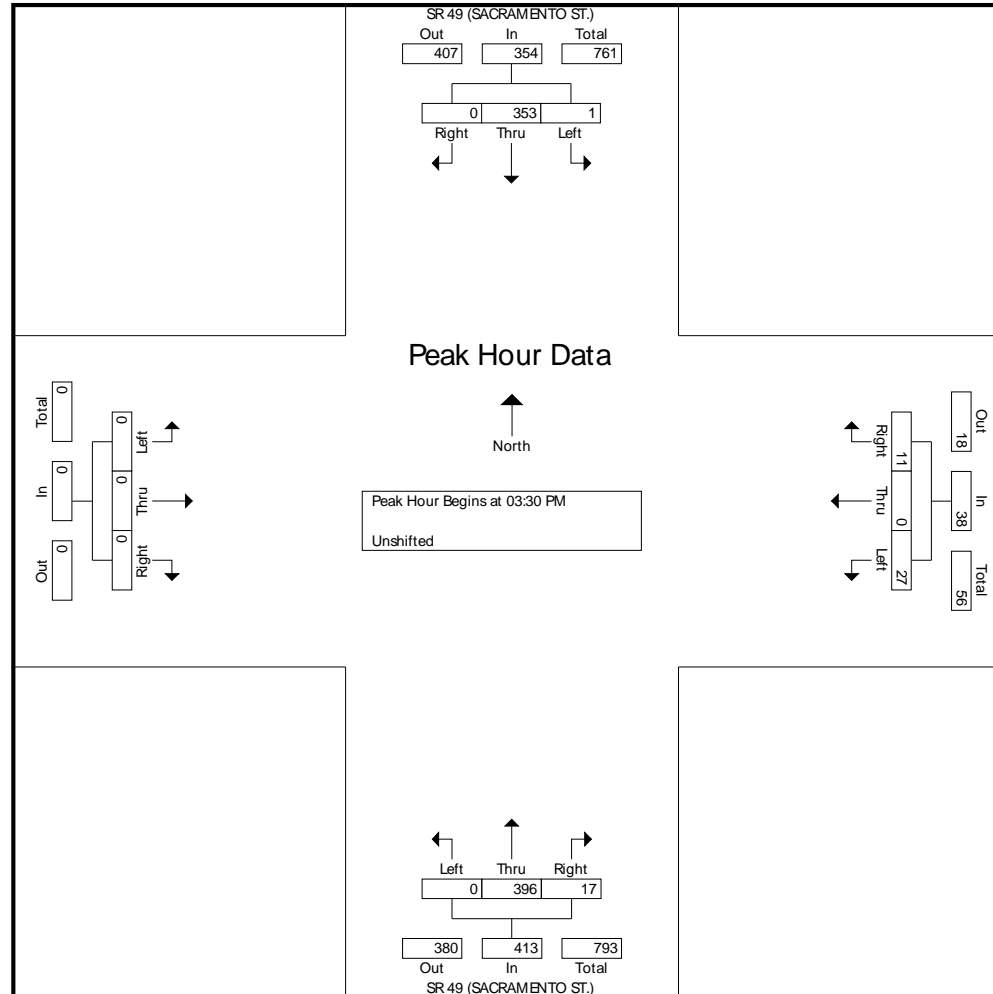 SR 49 (SACRAMENTO ST.)
Out In Total
407 354 761
0 353 1
Right Thru Left
Peak Hour Data
North
Peak Hour Begins at 03:30 PM
Unshifted
Total In Out
0 0 0
0 0 0
Left Thru Right
Right Thru Left
11 0 27
Out In Total
18 38 56
Left Thru Right
0 396 17
380 413 793
Out In Total
SR 49 (SACRAMENTO ST.)